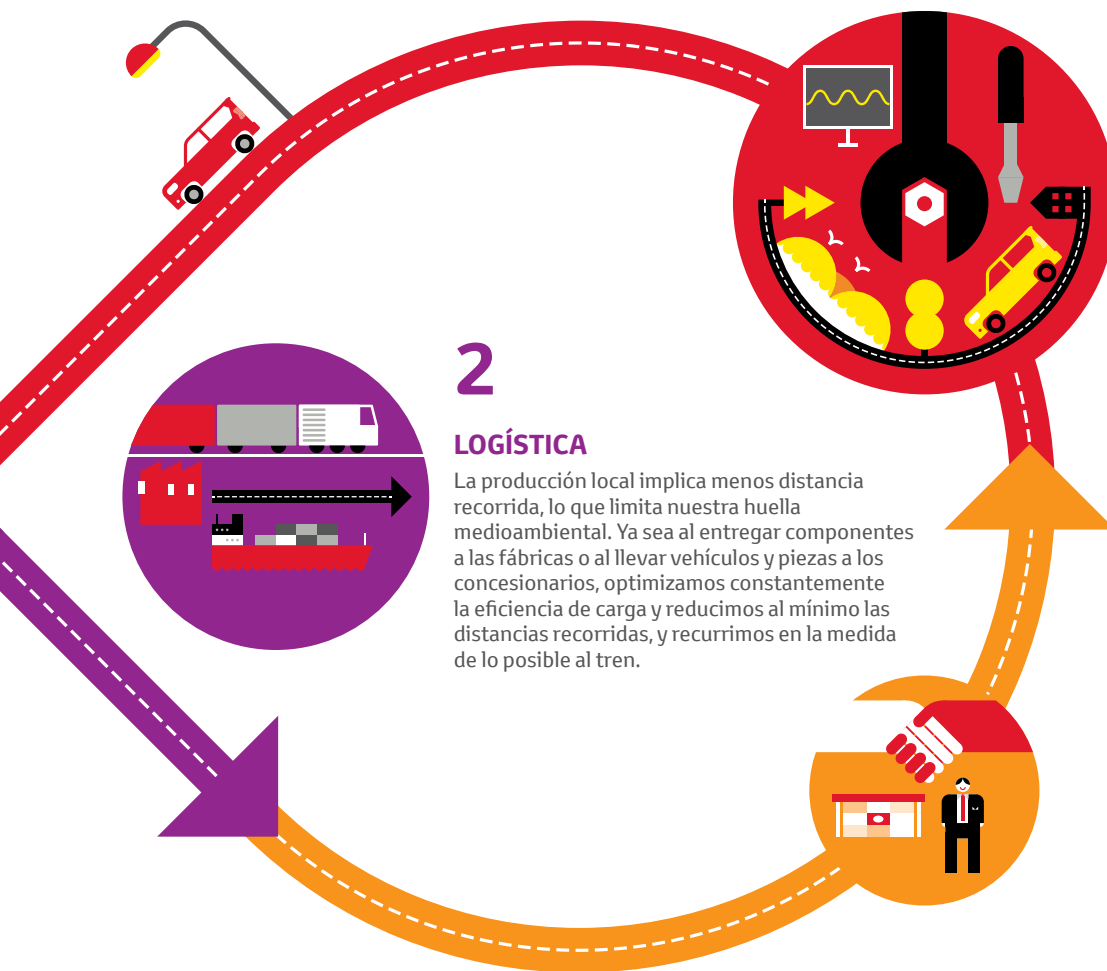 2
LOGÍSTICA
La producción local implica menos distancia
recorrida, lo que limita nuestra huella
medioambiental. Ya sea al entregar componentes
a las fábricas o al llevar vehículos y piezas a los
concesionarios, optimizamos constantemente
la eficiencia de carga y reducimos al mínimo las
distancias recorridas, y recurrimos en la medida
de lo posible al tren.